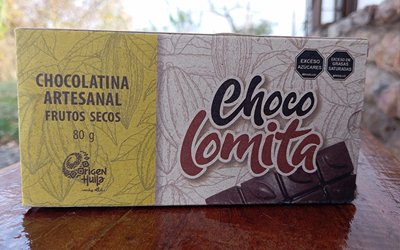 CHOCOLATINA
ARTESANAL
FRUTOS SECOS
80 g
Origen
Huila
Choco
lomita
EXCESO
AZÚCARES
EXCESO EN
GRASAS
SATURADAS